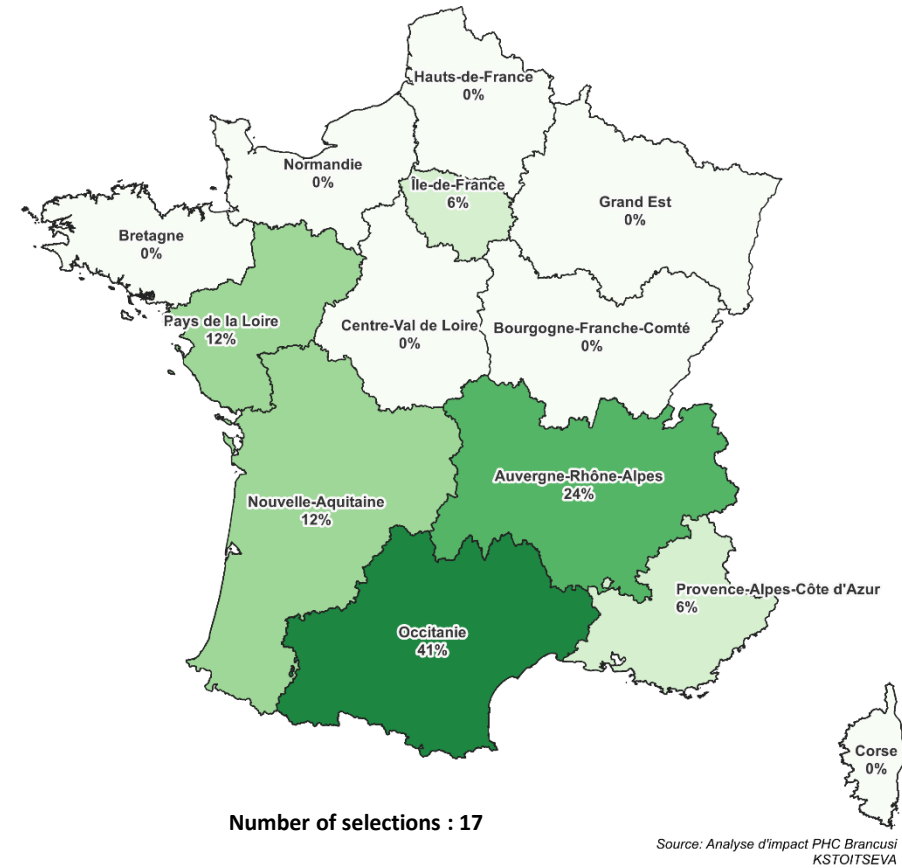 Hauts-de-France
0%
Normandie
0%
Île-de-France
6%
Grand Est
0%
Bretagne
0%
Pays de la Loire
12%
Centre-Val de Loire
0%
Bourgogne-Franche-Comté
0%
Auvergne-Rhône-Alpes
24%
Nouvelle-Aquitaine
12%
Provence-Alpes-Côte d'Azur
6%
Occitanie
41%
Corse
0%
Number of selections : 17
Source: Analyse d'impact PHC Brancusi
KSTOITSEVA